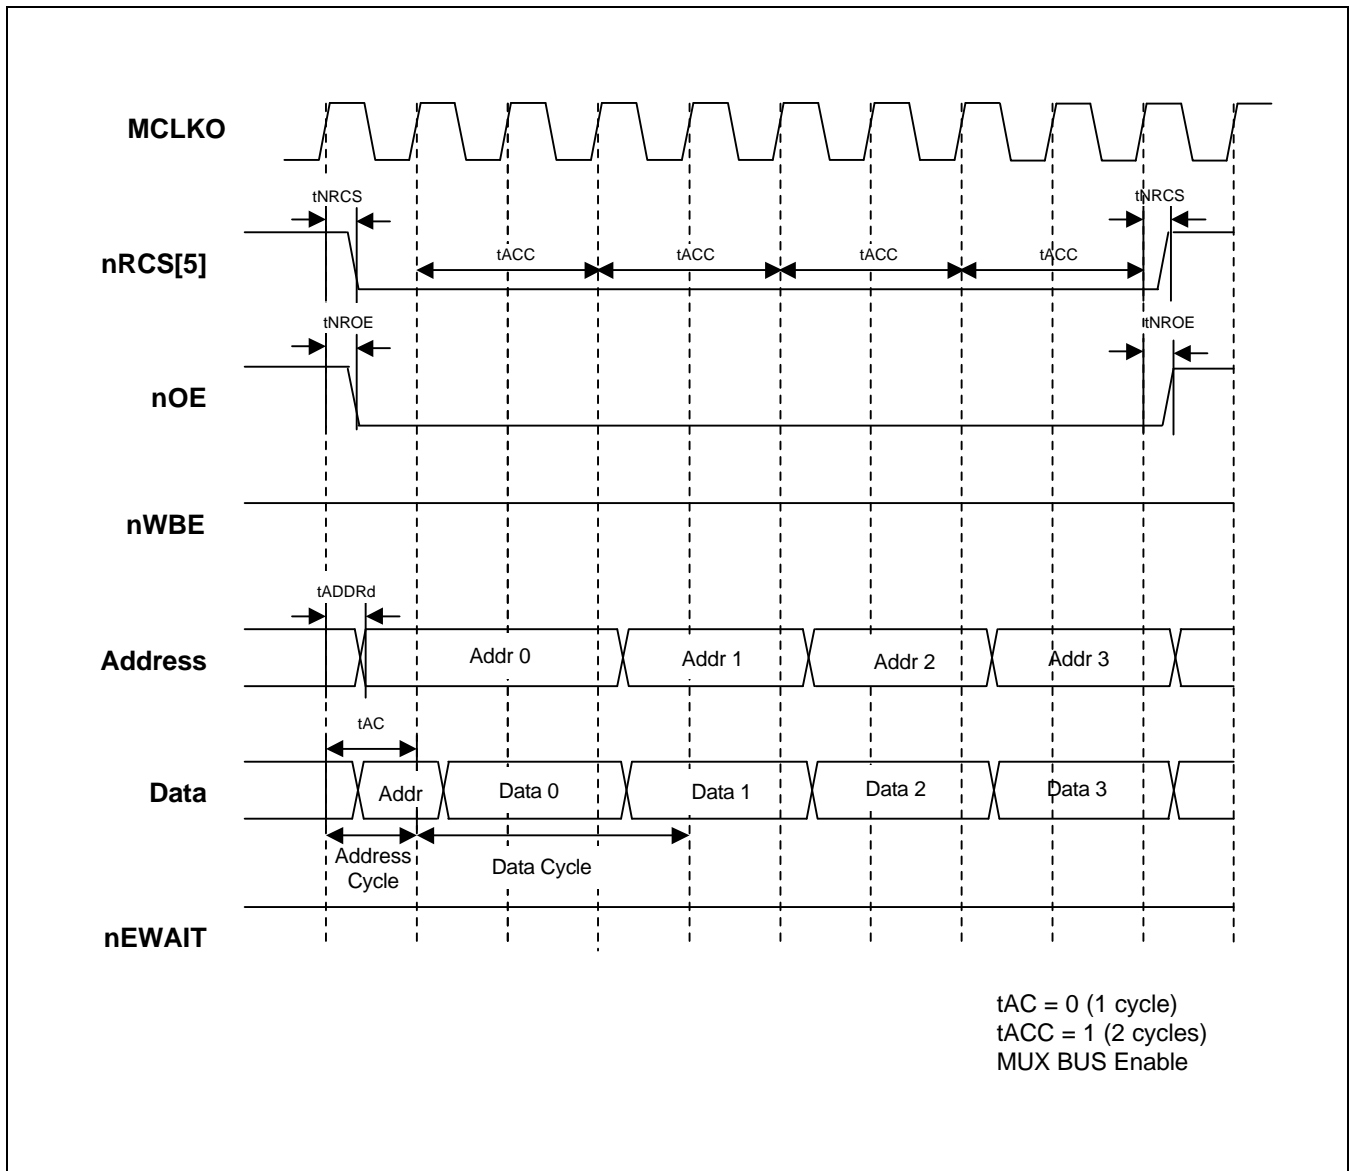 MCLKO
tNRCS
tNRCS
nRCS[5]
tACC
tACC
tACC
tACC
tNROE
tNROE
nOE
nWBE
tADDRd
Address
Addr 0
Addr 1
Addr 2
Addr 3
tAC
Data
Addr
Data 0
Data 1
Data 2
Data 3
Address
Cycle
Data Cycle
nEWAIT
tAC = 0 (1 cycle)
tACC = 1 (2 cycles)
MUX BUS Enable